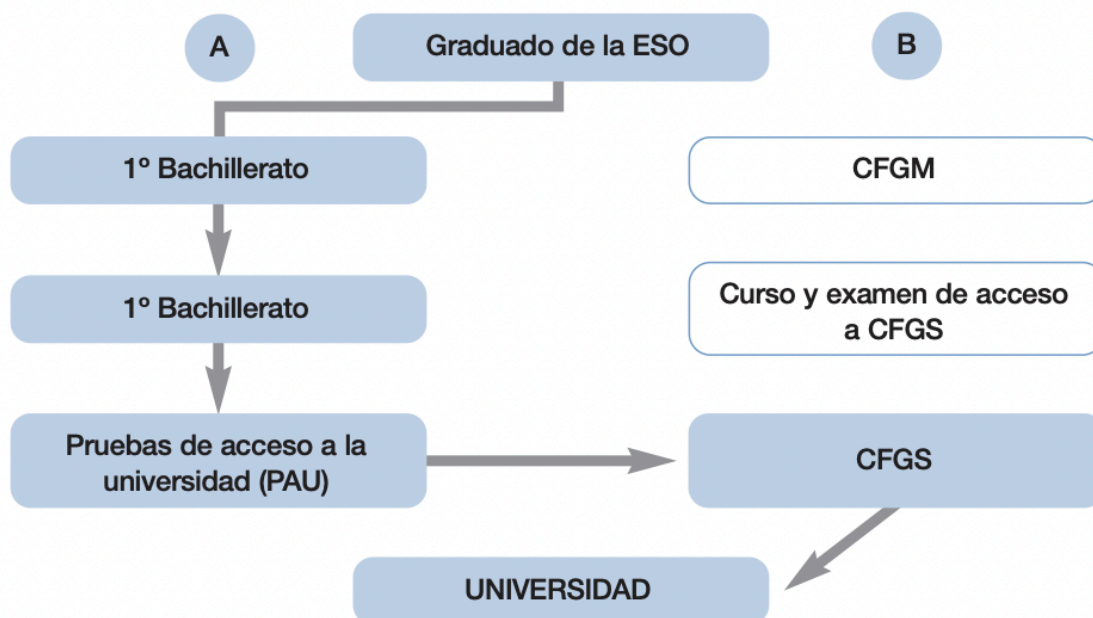 A
Graduado de la ESO
B
1º Bachillerato
CFGM
1º Bachillerato
Curso y examen de acceso
a CFGS
Pruebas de acceso a la
universidad (PAU)
CFGS
UNIVERSIDAD